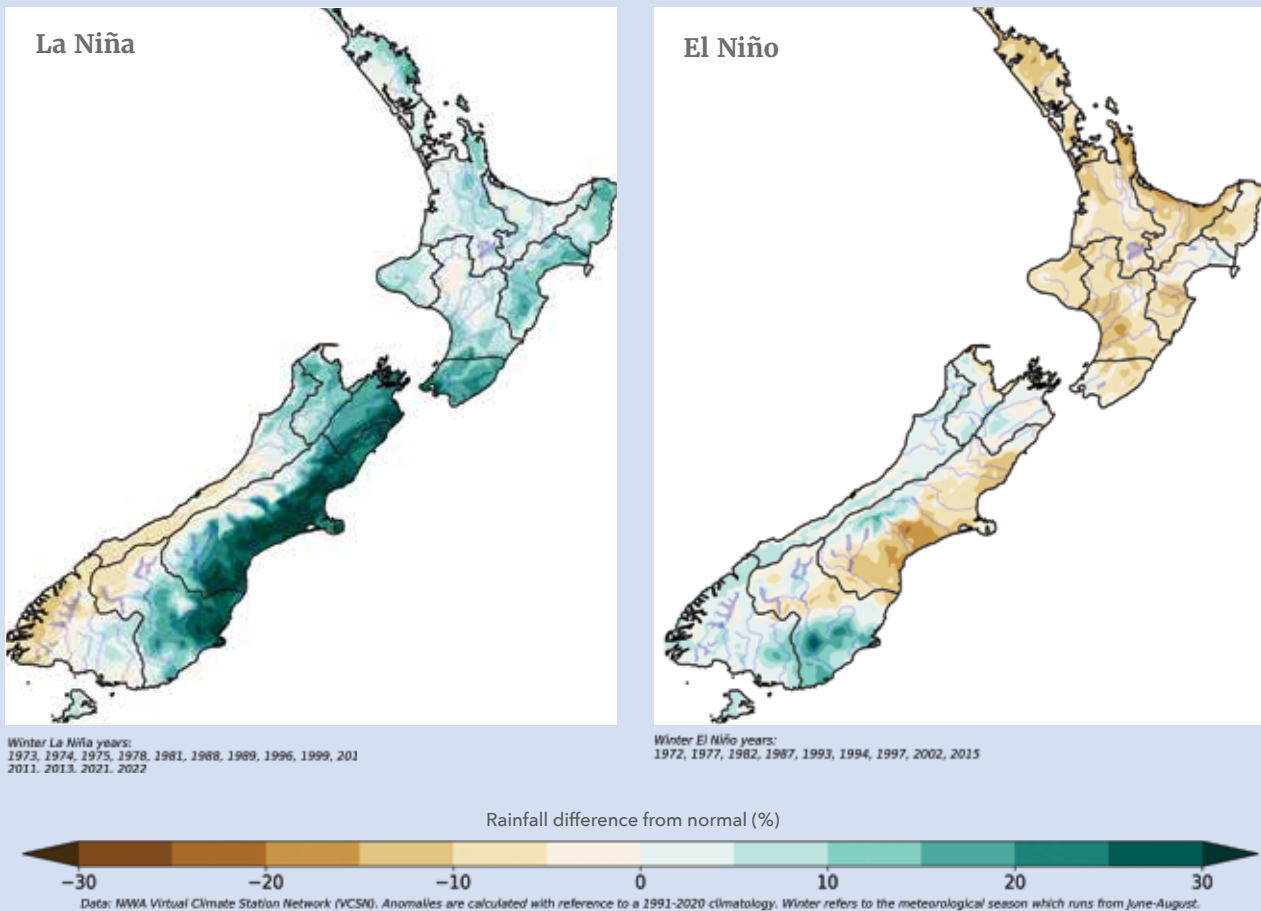 La Niña
El Niño
Winter La Niña years:
1973, 1974, 1975, 1978, 1981, 1988, 1989, 1996, 1999, 201
2011, 2013, 2021, 2022
Winter El Niño years:
1972, 1977, 1982, 1987, 1993, 1994, 1997, 2002, 2015
Rainfall difference from normal (%)
−30 −20 −10 0 10 20 30
Data: NIWA Virtual Climate Station Network (VCSN). Anomalies are calculated with reference to a 1991-2020 climatology. Winter refers to the meteorological season which runs from June-August.